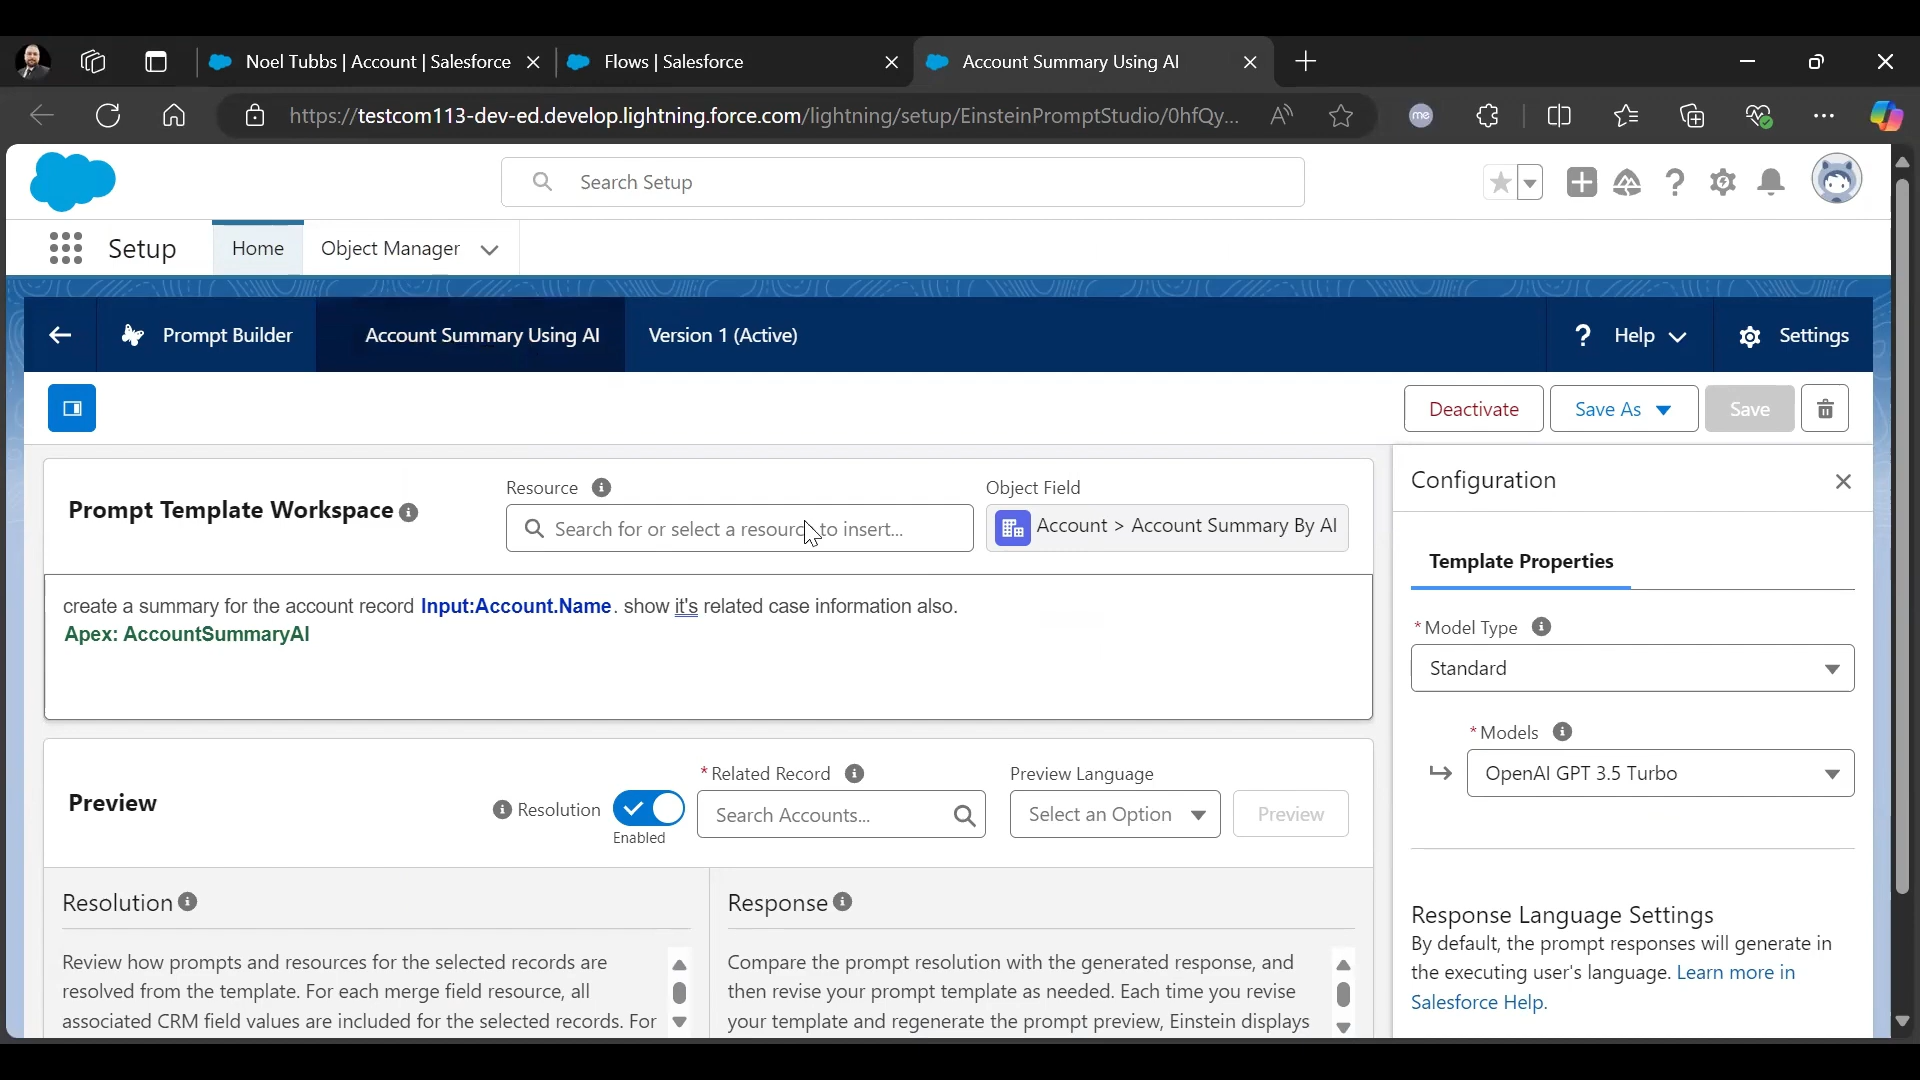 Noel Tubbs | Account | Salesforce
Flows | Salesforce
Account Summary Using AI
https://testcom113-dev-ed.develop.lightning.force.com/lightning/setup/EinsteinPromptStudio/0hfQy...
me
Search Setup
Setup
Home
Object Manager
Prompt Builder
Account Summary Using AI
Version 1 (Active)
Help
Settings
Deactivate
Save As
Save
Prompt Template Workspace
Resource
Search for or select a resource to insert...
Object Field
Account > Account Summary By AI
create a summary for the account record Input:Account.Name. show it's related case information also.
Apex: AccountSummaryAI
Configuration
Template Properties
* Model Type
Standard
* Models
OpenAI GPT 3.5 Turbo
Preview
Resolution
Enabled
* Related Record
Search Accounts...
Preview Language
Select an Option
Preview
Resolution
Review how prompts and resources for the selected records are
resolved from the template. For each merge field resource, all
associated CRM field values are included for the selected records. For
Response
Compare the prompt resolution with the generated response, and
then revise your prompt template as needed. Each time you revise
your template and regenerate the prompt preview, Einstein displays
Response Language Settings
By default, the prompt responses will generate in
the executing user's language. Learn more in
Salesforce Help.